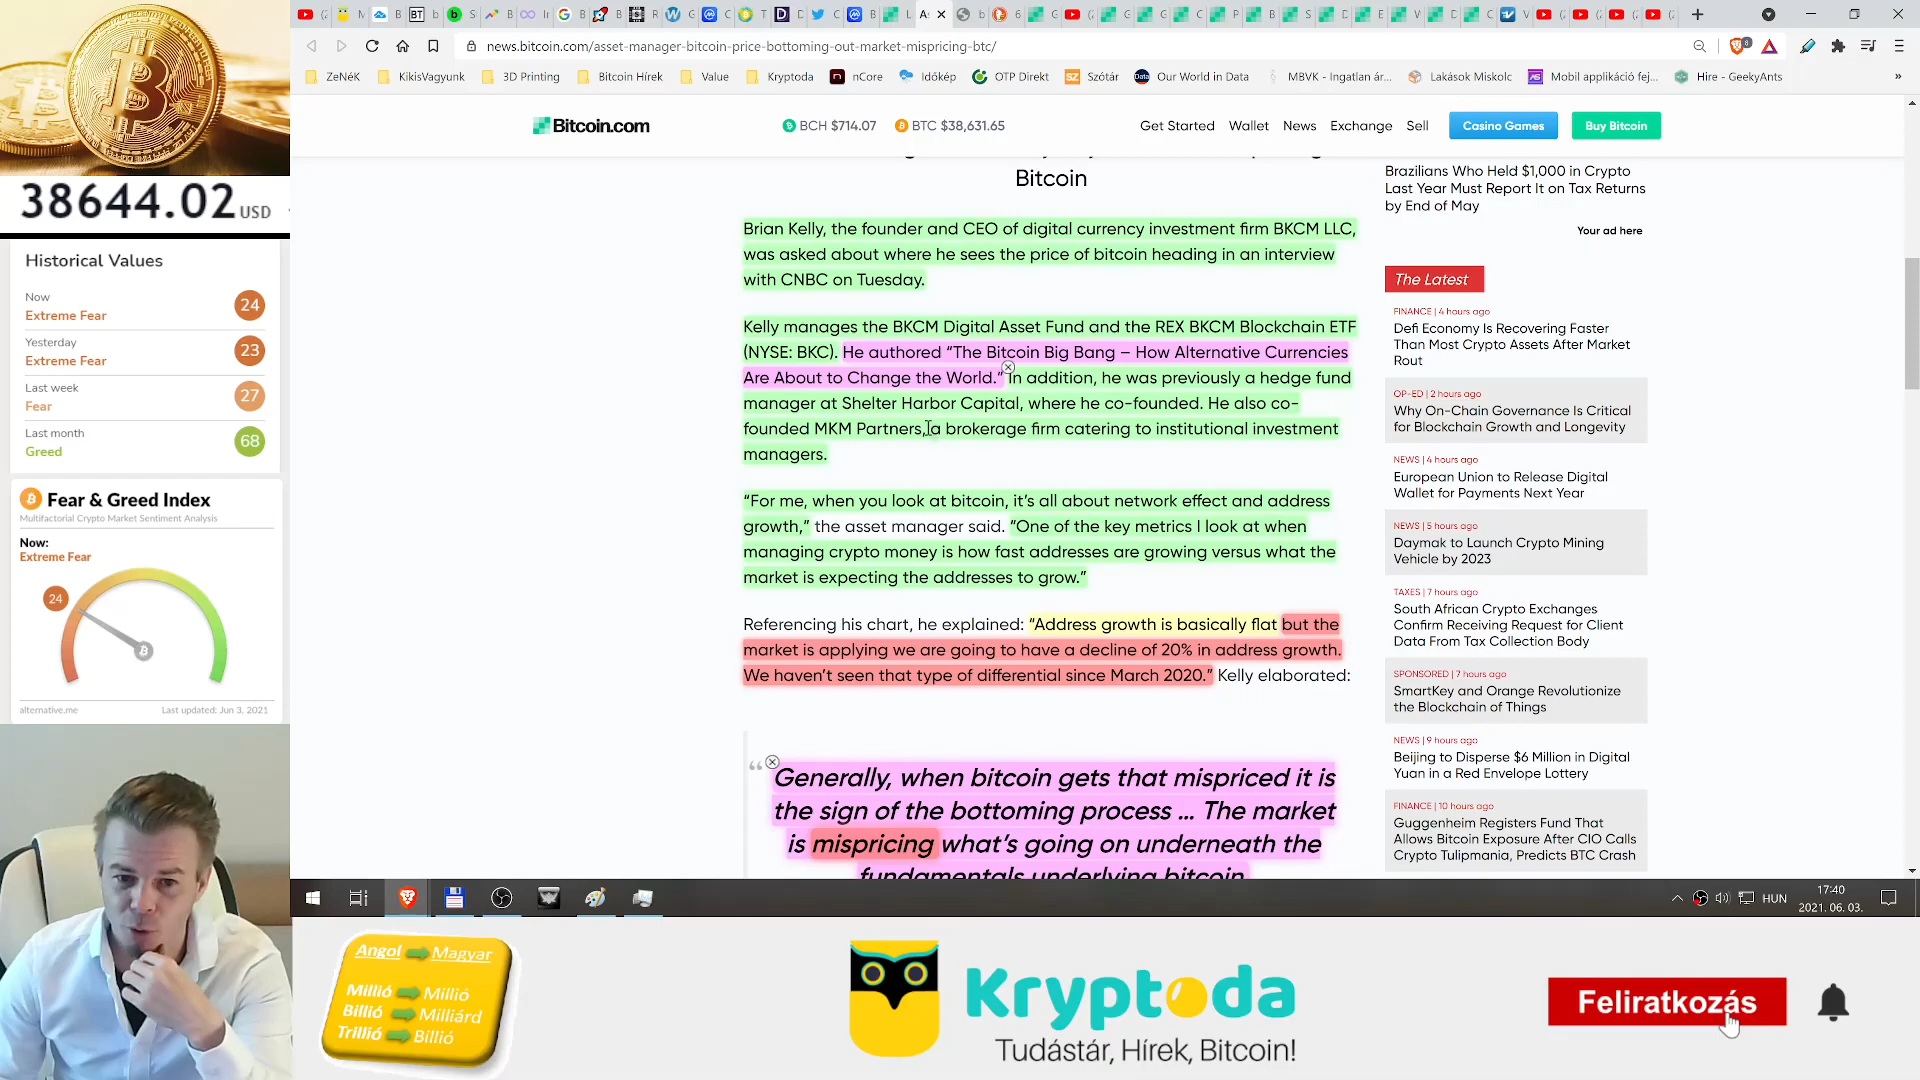 news.bitcoin.com/asset-manager-bitcoin-price-bottoming-out-market-mispricing-btc/
ZeNéK
KikisVagyunk
3D Printing
Bitcoin Hírek
Value
Kryptoda
nCore
Időkép
OTP Direkt
Szótár
Our World in Data
MBVK - Ingatlan ár...
Lakások Miskolc
Mobil applikáció fej...
Hire - GeekyAnts
Bitcoin.com
BCH $714.07
BTC $38,631.65
Get Started
Wallet
News
Exchange
Sell
Casino Games
Buy Bitcoin
38644.02 USD
Historical Values
Now
Extreme Fear
24
Yesterday
Extreme Fear
23
Last week
Fear
27
Last month
Greed
68
Fear & Greed Index
Multifactorial Crypto Market Sentiment Analysis
Now:
Extreme Fear
24
alternative.me
Last updated: Jun 3, 2021
Bitcoin
Brian Kelly, the founder and CEO of digital currency investment firm BKCM LLC,
was asked about where he sees the price of bitcoin heading in an interview
with CNBC on Tuesday.
Kelly manages the BKCM Digital Asset Fund and the REX BKCM Blockchain ETF
(NYSE: BKC). He authored “The Bitcoin Big Bang – How Alternative Currencies
Are About to Change the World.” In addition, he was previously a hedge fund
manager at Shelter Harbor Capital, where he co-founded. He also co-
founded MKM Partners, a brokerage firm catering to institutional investment
managers.
“For me, when you look at bitcoin, it’s all about network effect and address
growth,” the asset manager said. “One of the key metrics I look at when
managing crypto money is how fast addresses are growing versus what the
market is expecting the addresses to grow.”
Referencing his chart, he explained: “Address growth is basically flat but the
market is applying we are going to have a decline of 20% in address growth.
We haven’t seen that type of differential since March 2020.” Kelly elaborated:
Generally, when bitcoin gets that mispriced it is
the sign of the bottoming process ... The market
is mispricing what’s going on underneath the
fundamentals underlying bitcoin
Brazilians Who Held $1,000 in Crypto
Last Year Must Report It on Tax Returns
by End of May
Your ad here
The Latest
FINANCE | 4 hours ago
Defi Economy Is Recovering Faster
Than Most Crypto Assets After Market
Rout
OP-ED | 2 hours ago
Why On-Chain Governance Is Critical
for Blockchain Growth and Longevity
NEWS | 4 hours ago
European Union to Release Digital
Wallet for Payments Next Year
NEWS | 5 hours ago
Daymak to Launch Crypto Mining
Vehicle by 2023
TAXES | 7 hours ago
South African Crypto Exchanges
Confirm Receiving Request for Client
Data From Tax Collection Body
SPONSORED | 7 hours ago
SmartKey and Orange Revolutionize
the Blockchain of Things
NEWS | 9 hours ago
Beijing to Disperse $6 Million in Digital
Yuan in a Red Envelope Lottery
FINANCE | 10 hours ago
Guggenheim Registers Fund That
Allows Bitcoin Exposure After CIO Calls
Crypto Tulipmania, Predicts BTC Crash
HUN
17:40
2021. 06. 03.
Angol Magyar
Millió Millió
Billió Milliárd
Trillió Billió
Kryptoda
Tudástár, Hírek, Bitcoin!
Feliratkozás